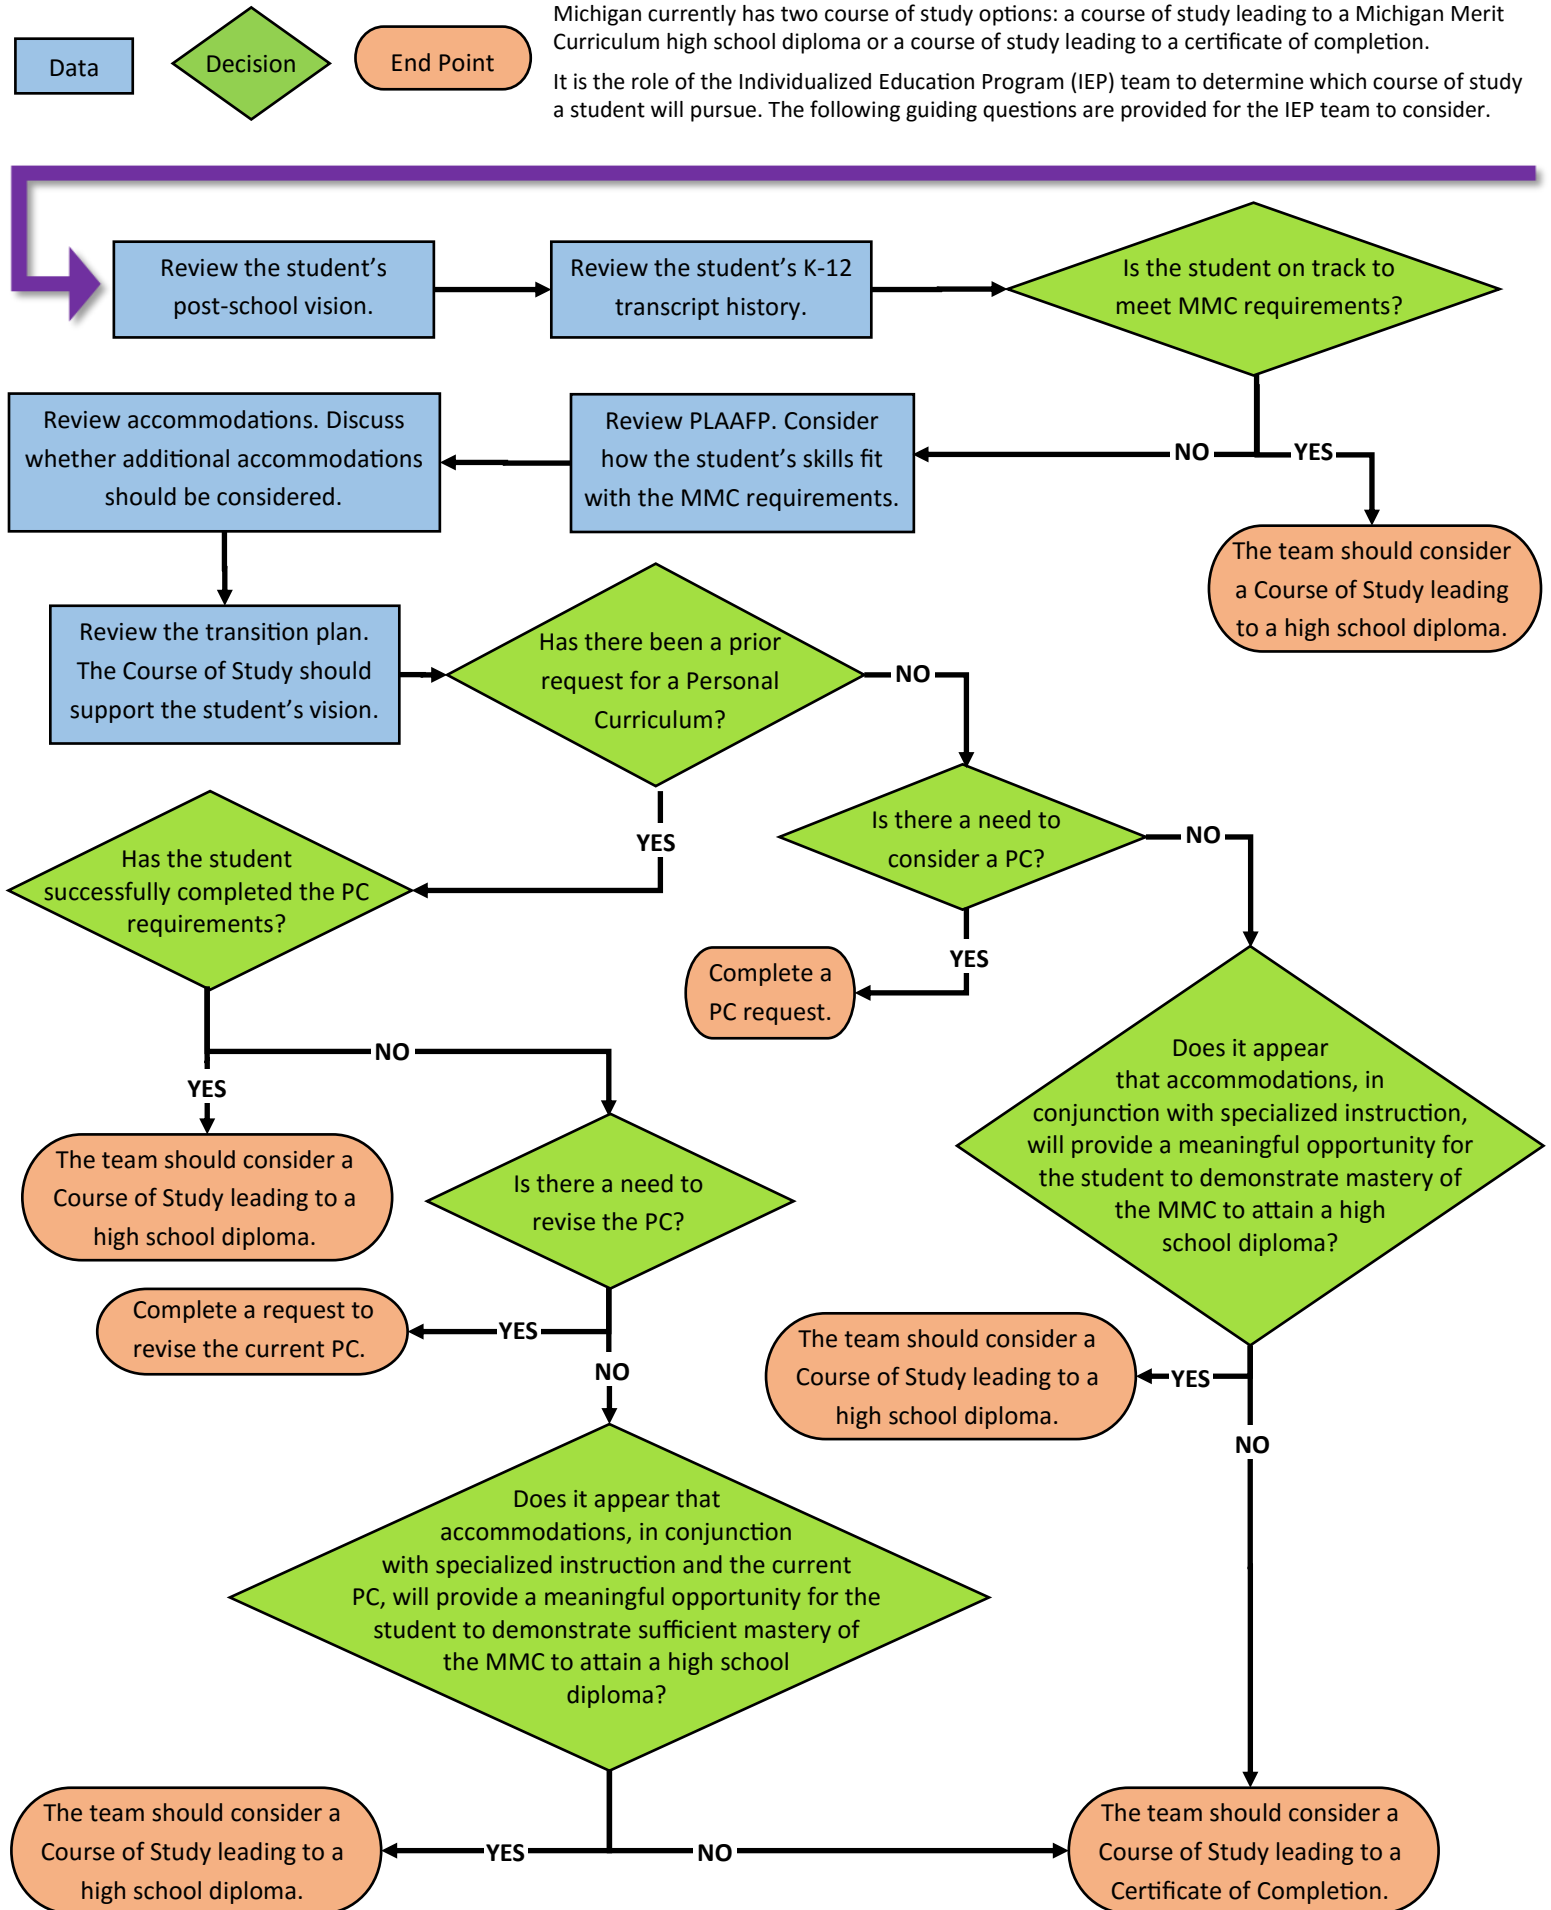 Data
Decision
End Point
Michigan currently has two course of study options: a course of study leading to a Michigan Merit
Curriculum high school diploma or a course of study leading to a certificate of completion.
It is the role of the Individualized Education Program (IEP) team to determine which course of study
a student will pursue. The following guiding questions are provided for the IEP team to consider.
Review the student's
post-school vision.
Review the student's K-12
transcript history.
Is the student on track to
meet MMC requirements?
NO
YES
Review PLAAFP. Consider
how the student's skills fit
with the MMC requirements.
Review accommodations. Discuss
whether additional accommodations
should be considered.
The team should consider
a Course of Study leading
to a high school diploma.
Review the transition plan.
The Course of Study should
support the student's vision.
Has there been a prior
request for a Personal
Curriculum?
NO
YES
Is there a need to
consider a PC?
NO
YES
Complete a
PC request.
Has the student
successfully completed the PC
requirements?
NO
YES
The team should consider a
Course of Study leading to a
high school diploma.
Is there a need to
revise the PC?
YES
NO
Complete a request to
revise the current PC.
Does it appear
that accommodations, in
conjunction with specialized instruction,
will provide a meaningful opportunity for
the student to demonstrate mastery of
the MMC to attain a high
school diploma?
YES
NO
The team should consider a
Course of Study leading to a
high school diploma.
Does it appear that
accommodations, in conjunction
with specialized instruction and the current
PC, will provide a meaningful opportunity for the
student to demonstrate sufficient mastery of
the MMC to attain a high school
diploma?
YES
NO
The team should consider a
Course of Study leading to a
high school diploma.
The team should consider a
Course of Study leading to a
Certificate of Completion.